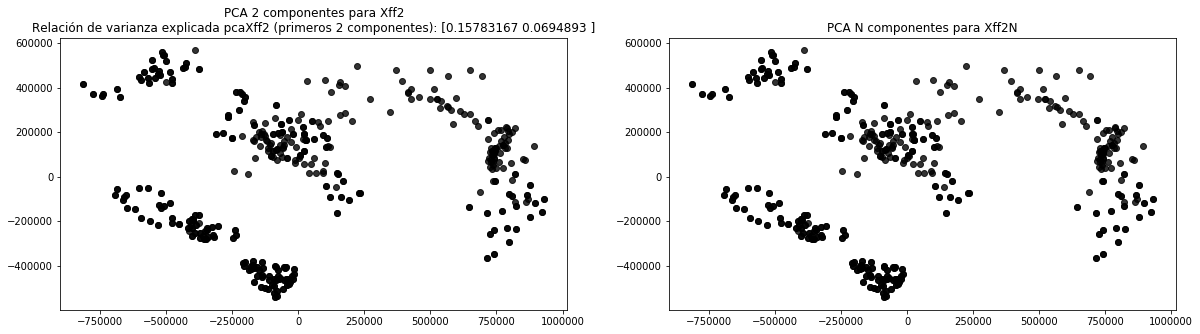 PCA 2 componentes para Xff2
Relación de varianza explicada pcaXff2 (primeros 2 componentes): [0.15783167 0.0694893 ]
PCA N componentes para Xff2N
600000
400000
200000
0
−200000
−400000
−750000 −500000 −250000 0 250000 500000 750000 1000000
600000
400000
200000
0
−200000
−400000
−750000 −500000 −250000 0 250000 500000 750000 1000000